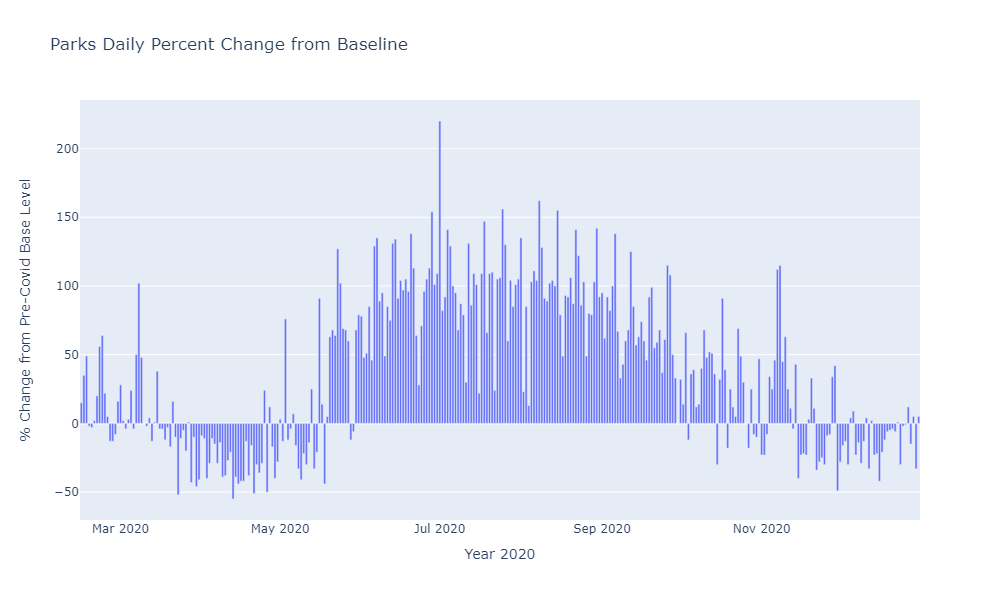 Parks Daily Percent Change from Baseline
% Change from Pre-Covid Base Level
200
150
100
50
0
−50
Mar 2020 May 2020 Jul 2020 Sep 2020 Nov 2020
Year 2020